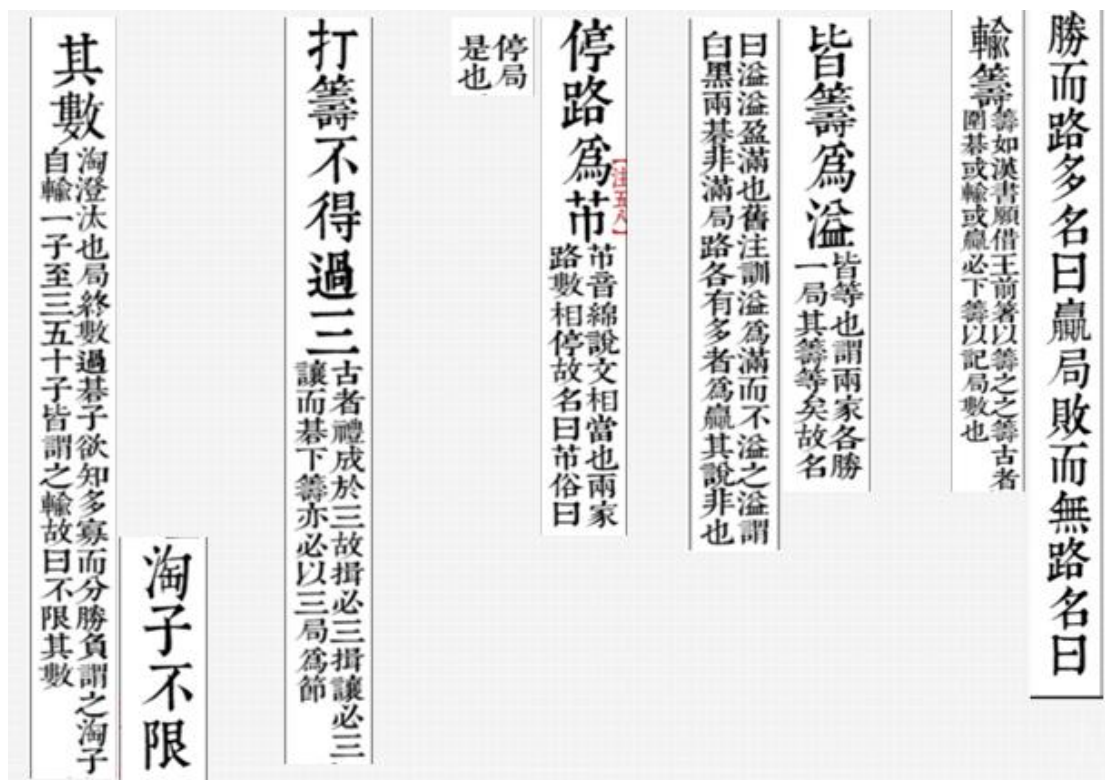 勝而路多名曰贏局敗而無路名曰
輸籌
籌如漢書願借王前著以籌之之籌古者
圍棊或輸或贏必下籌以記局數也
皆籌爲溢
皆等也謂兩家各勝
一局其籌等矣故名
曰溢溢盈滿也舊注訓溢爲滿而不溢之溢謂
白黑兩棊非滿局路各有多者爲贏其說非也
停路爲芇
【注五八】
芇音綿說文相當也兩家
路數相停故名曰芇俗曰
停局
是也
打籌不得過三
古者禮成於三故揖必三揖讓必三
讓而棊下籌亦必以三局爲節
淘子不限
其數
淘澄汰也局終數過棊子欲知多寡而分勝負謂之淘子
自輸一子至三五十子皆謂之輸故曰不限其數